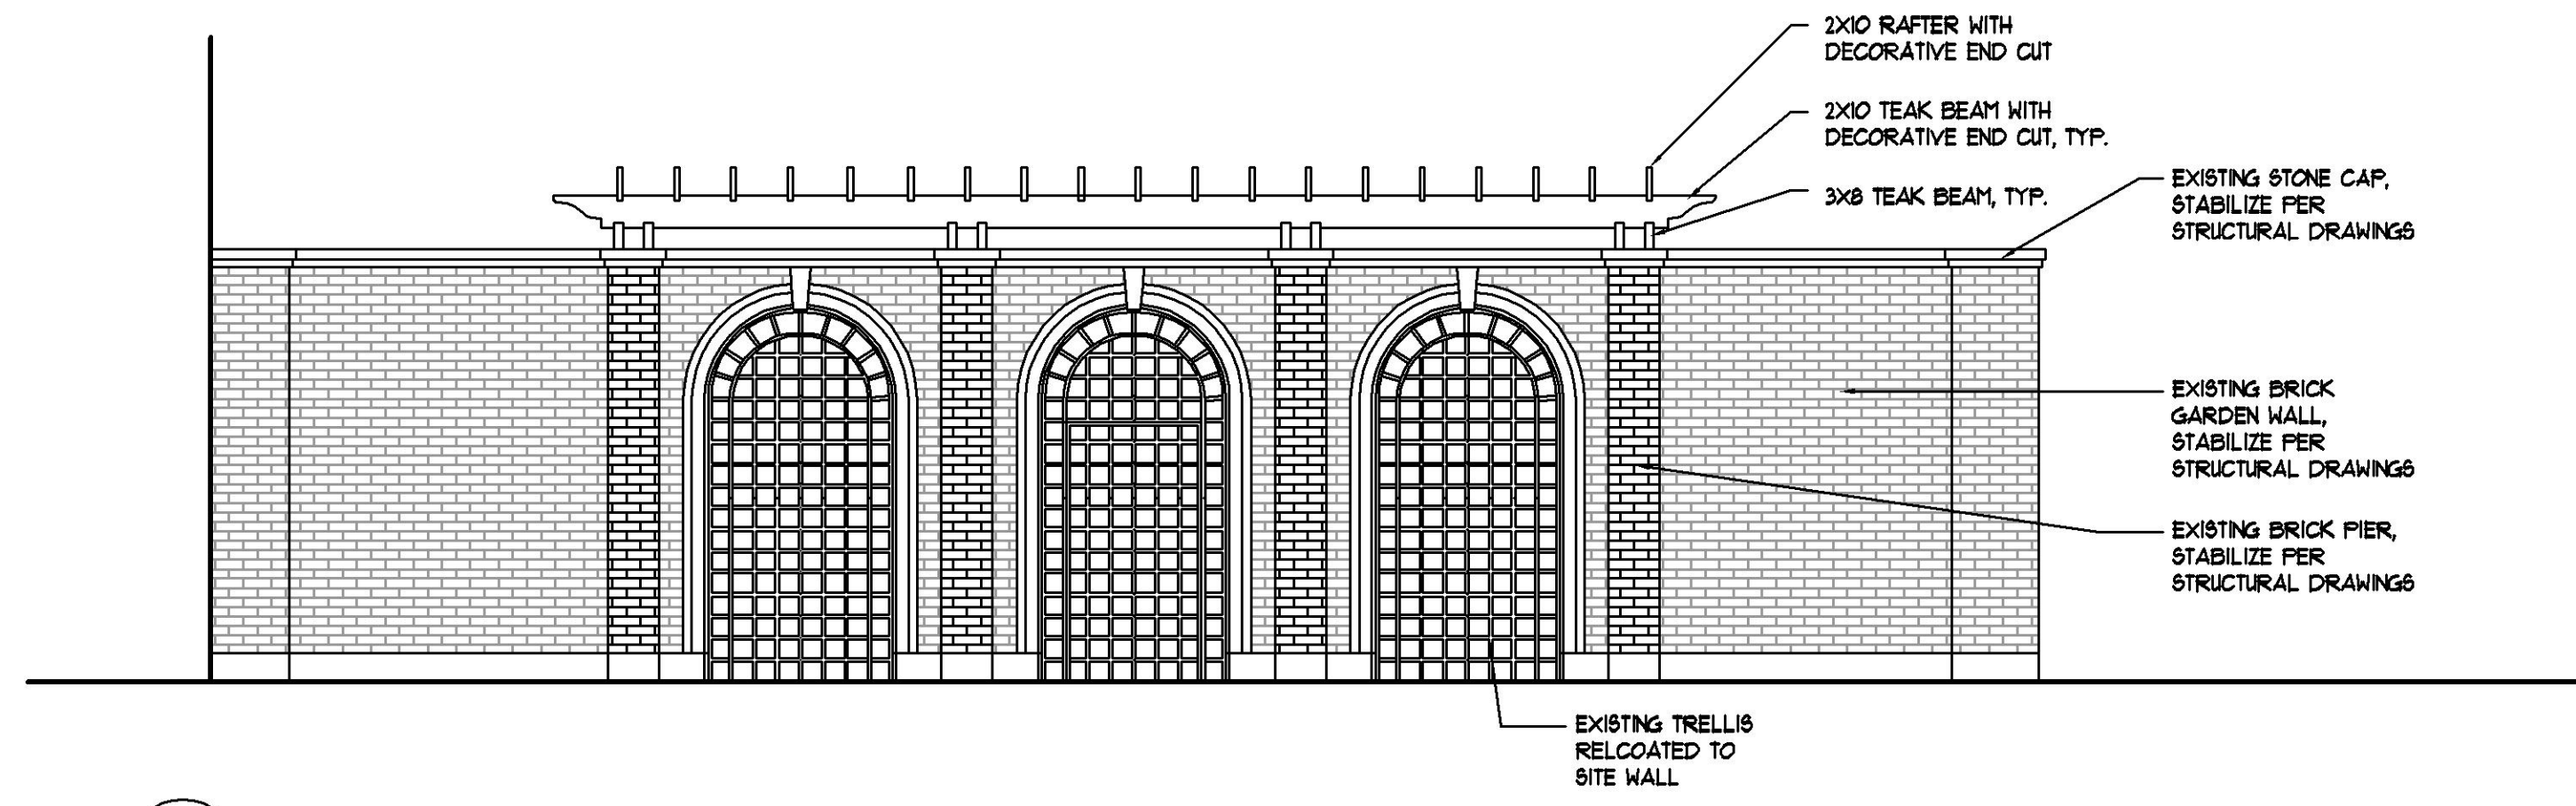 2X10 RAFTER WITH
DECORATIVE END CUT
2X10 TEAK BEAM WITH
DECORATIVE END CUT, TYP.
3X8 TEAK BEAM, TYP.
EXISTING STONE CAP,
STABILIZE PER
STRUCTURAL DRAWINGS
EXISTING BRICK
GARDEN WALL,
STABILIZE PER
STRUCTURAL DRAWINGS
EXISTING BRICK PIER,
STABILIZE PER
STRUCTURAL DRAWINGS
EXISTING TRELLIS
RELCOATED TO
SITE WALL